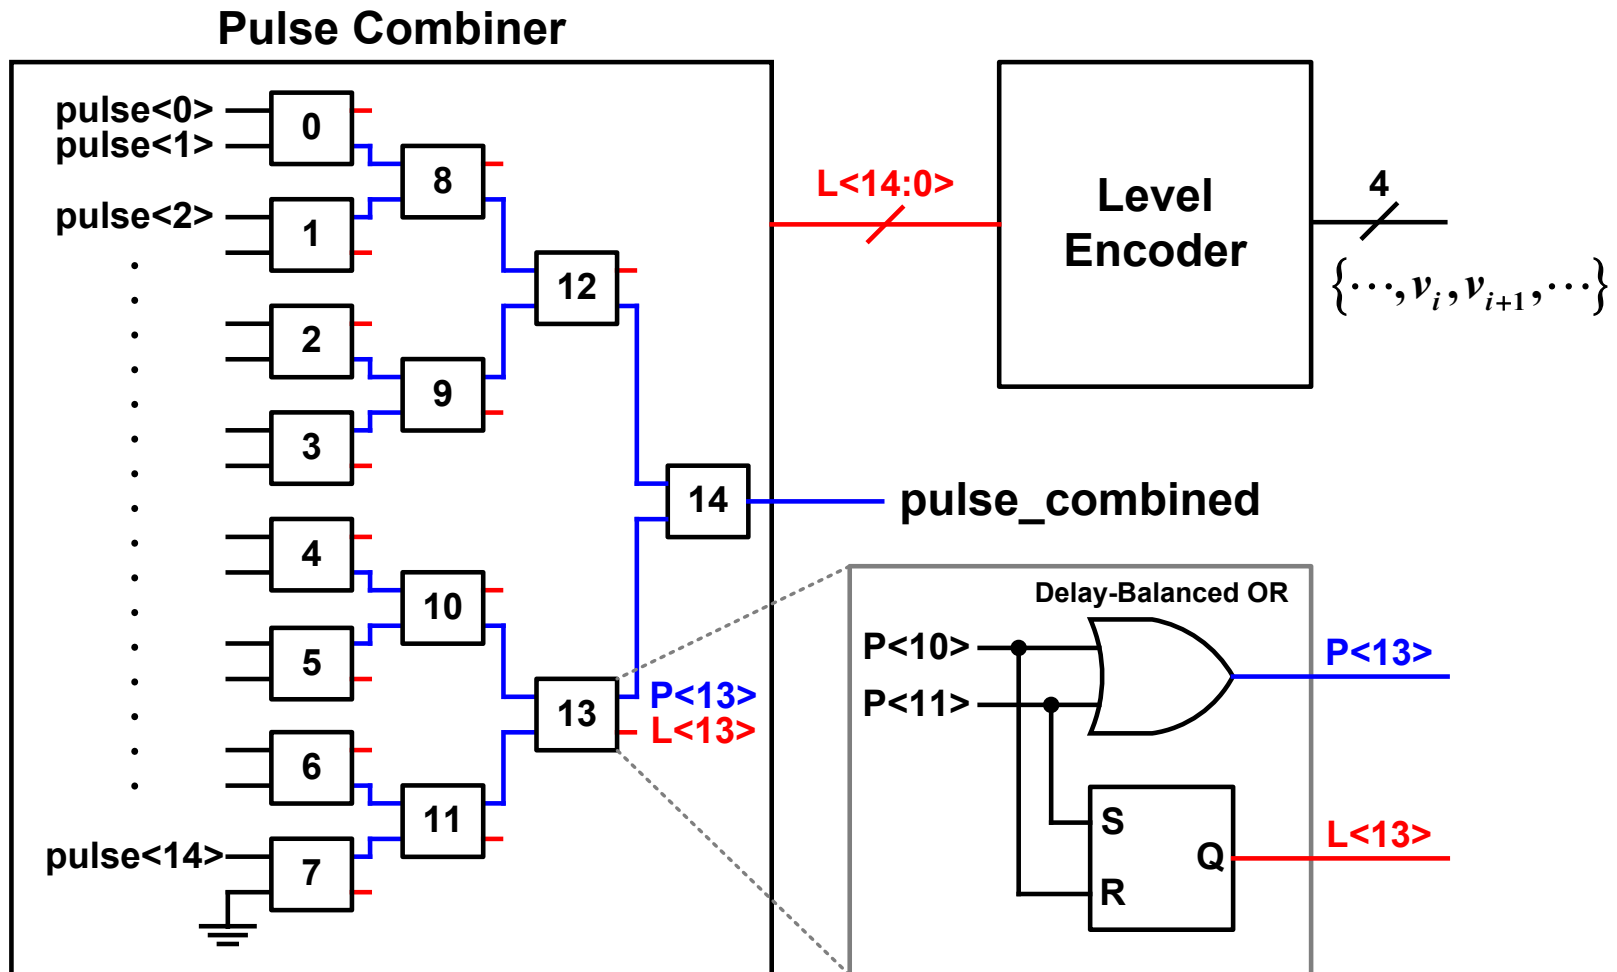 Pulse Combiner
pulse<0>
pulse<1>
pulse<2>
pulse<14>
0
1
2
3
4
5
6
7
8
9
10
11
12
13
14
P<13>
L<13>
L<14:0>
Level
Encoder
4
{···, v_i, v_{i+1}, ···}
pulse_combined
Delay-Balanced OR
P<10>
P<11>
P<13>
S
R
Q
L<13>